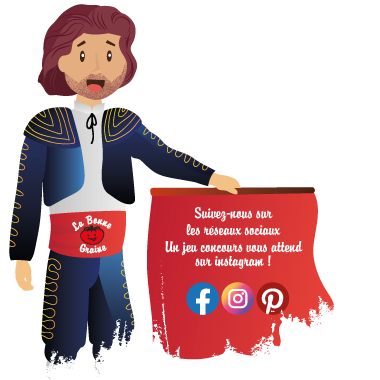 La Bonne
Graine
Suivez-nous sur
les réseaux sociaux
Un jeu concours vous attend
sur instagram !